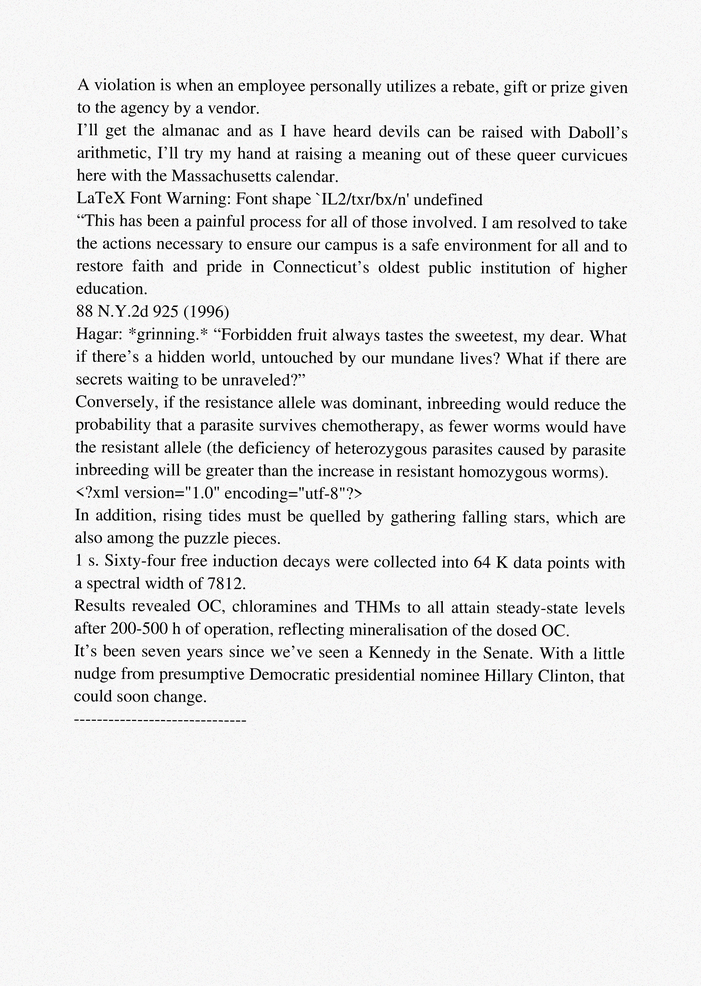 A violation is when an employee personally utilizes a rebate, gift or prize given
to the agency by a vendor.
I’ll get the almanac and as I have heard devils can be raised with Daboll’s
arithmetic, I’ll try my hand at raising a meaning out of these queer curvicues
here with the Massachusetts calendar.
LaTeX Font Warning: Font shape `IL2/txr/bx/n' undefined
“This has been a painful process for all of those involved. I am resolved to take
the actions necessary to ensure our campus is a safe environment for all and to
restore faith and pride in Connecticut’s oldest public institution of higher
education.
88 N.Y.2d 925 (1996)
Hagar: *grinning.* “Forbidden fruit always tastes the sweetest, my dear. What
if there’s a hidden world, untouched by our mundane lives? What if there are
secrets waiting to be unraveled?”
Conversely, if the resistance allele was dominant, inbreeding would reduce the
probability that a parasite survives chemotherapy, as fewer worms would have
the resistant allele (the deficiency of heterozygous parasites caused by parasite
inbreeding will be greater than the increase in resistant homozygous worms).
<?xml version="1.0" encoding="utf-8"?>
In addition, rising tides must be quelled by gathering falling stars, which are
also among the puzzle pieces.
1 s. Sixty-four free induction decays were collected into 64 K data points with
a spectral width of 7812.
Results revealed OC, chloramines and THMs to all attain steady-state levels
after 200-500 h of operation, reflecting mineralisation of the dosed OC.
It’s been seven years since we’ve seen a Kennedy in the Senate. With a little
nudge from presumptive Democratic presidential nominee Hillary Clinton, that
could soon change.
------------------------------